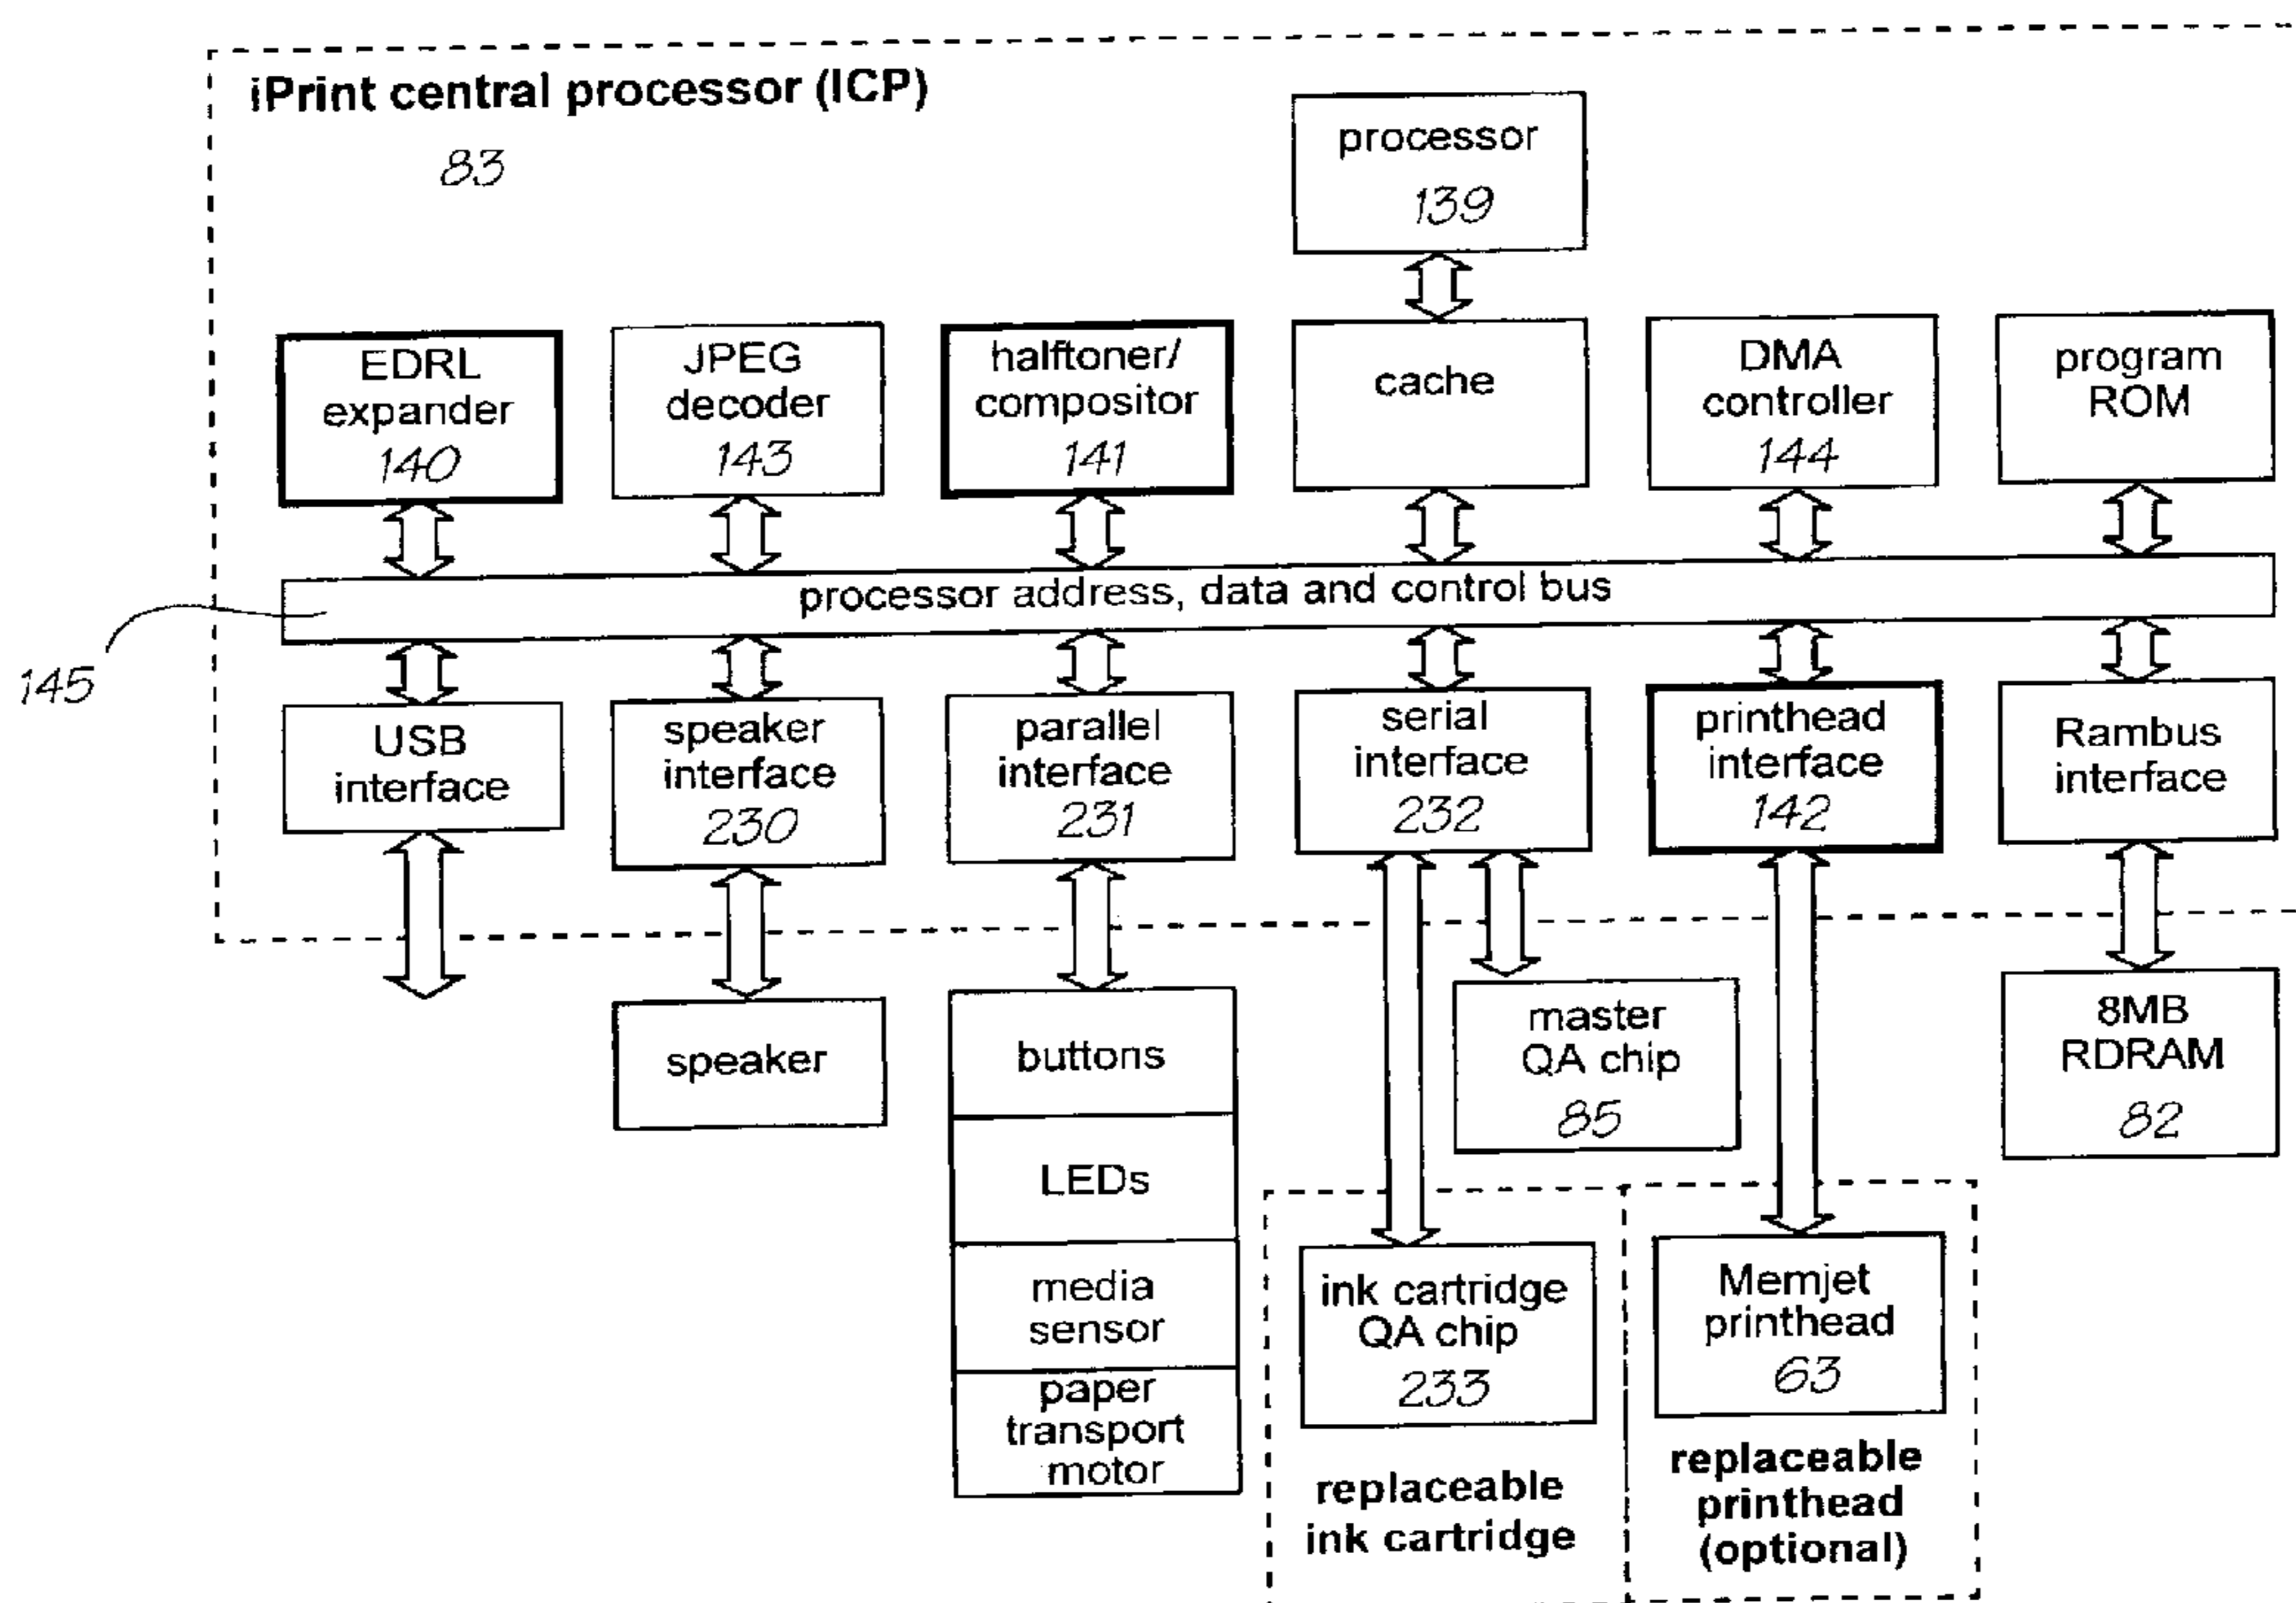 iPrint central processor (ICP)
83
processor
139
EDRL
expander
140
JPEG
decoder
143
halftoner/
compositor
141
cache
DMA
controller
144
program
ROM
processor address, data and control bus
145
USB
interface
speaker
interface
230
parallel
interface
231
serial
interface
232
printhead
interface
142
Rambus
interface
speaker
buttons
LEDs
media
sensor
paper
transport
motor
master
QA chip
85
8MB
RDRAM
82
ink cartridge
QA chip
233
replaceable
ink cartridge
Memjet
printhead
63
replaceable
printhead
(optional)